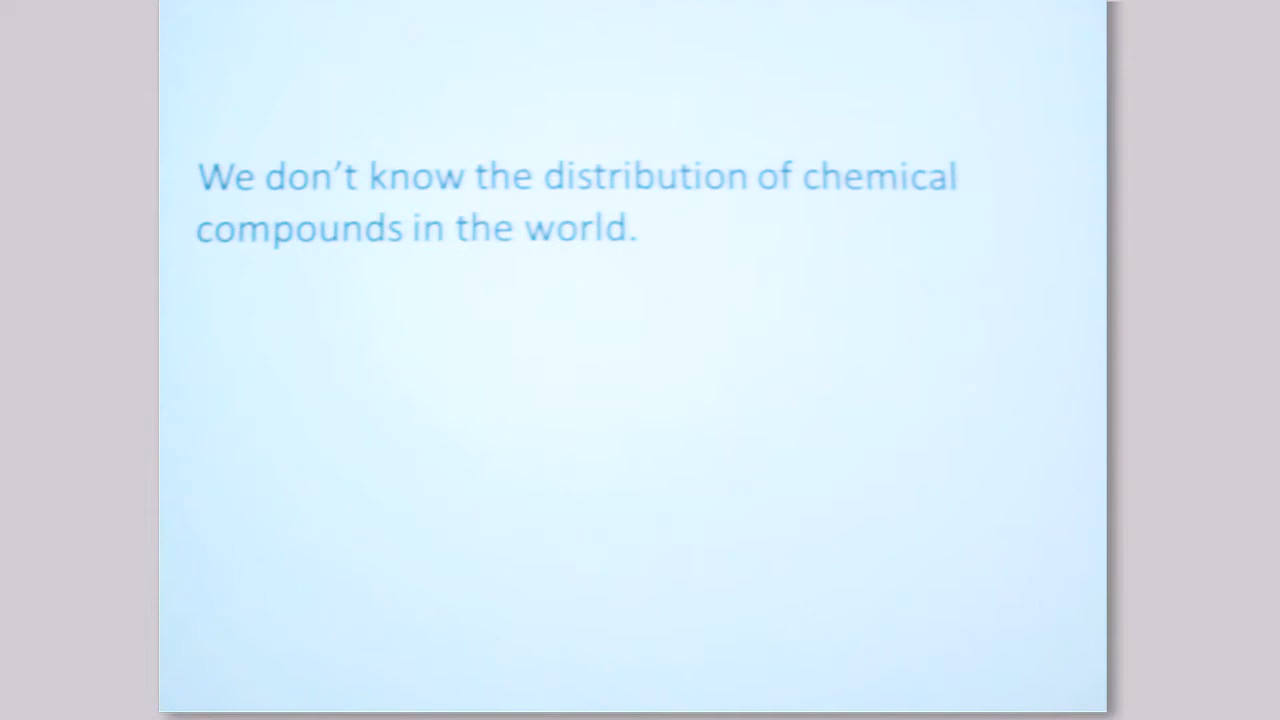 We don’t know the distribution of chemical
compounds in the world.